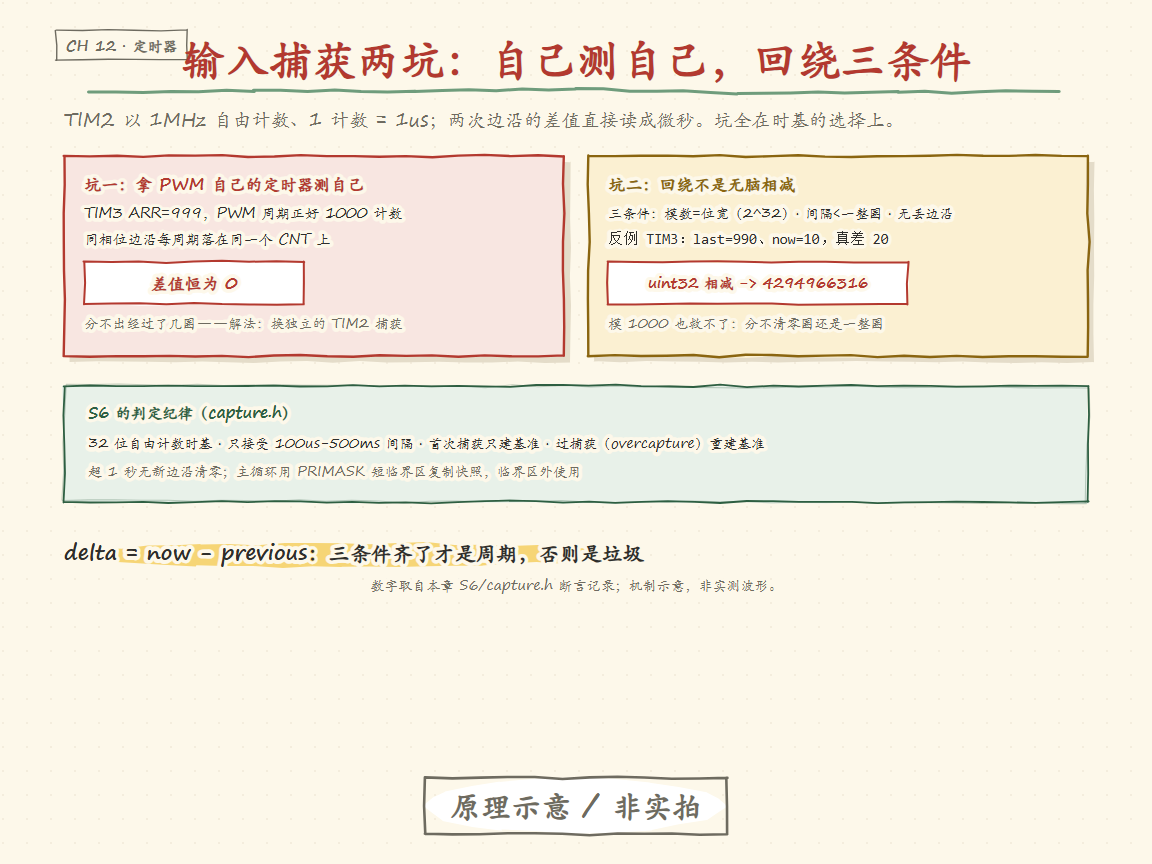 CH 12 · 定时器
输入捕获两坑：自己测自己，回绕三条件
TIM2 以 1MHz 自由计数、1 计数 = 1us；两次边沿的差值直接读成微秒。坑全在时基的选择上。
坑一：拿 PWM 自己的定时器测自己
TIM3 ARR=999，PWM 周期正好 1000 计数
同相位边沿每周期落在同一个 CNT 上
差值恒为 0
分不出经过了几圈——解法：换独立的 TIM2 捕获
坑二：回绕不是无脑相减
三条件：模数=位宽（2^32）· 间隔<一整圈 · 无丢边沿
反例 TIM3：last=990、now=10，真差 20
uint32 相减 -> 4294966316
模 1000 也救不了：分不清零圈还是一整圈
S6 的判定纪律（capture.h）
32 位自由计数时基 · 只接受 100us-500ms 间隔 · 首次捕获只建基准 · 过捕获（overcapture）重建基准
超 1 秒无新边沿清零；主循环用 PRIMASK 短临界区复制快照，临界区外使用
delta = now - previous：三条件齐了才是周期，否则是垃圾
数字取自本章 S6/capture.h 断言记录；机制示意，非实测波形。
原理示意 / 非实拍